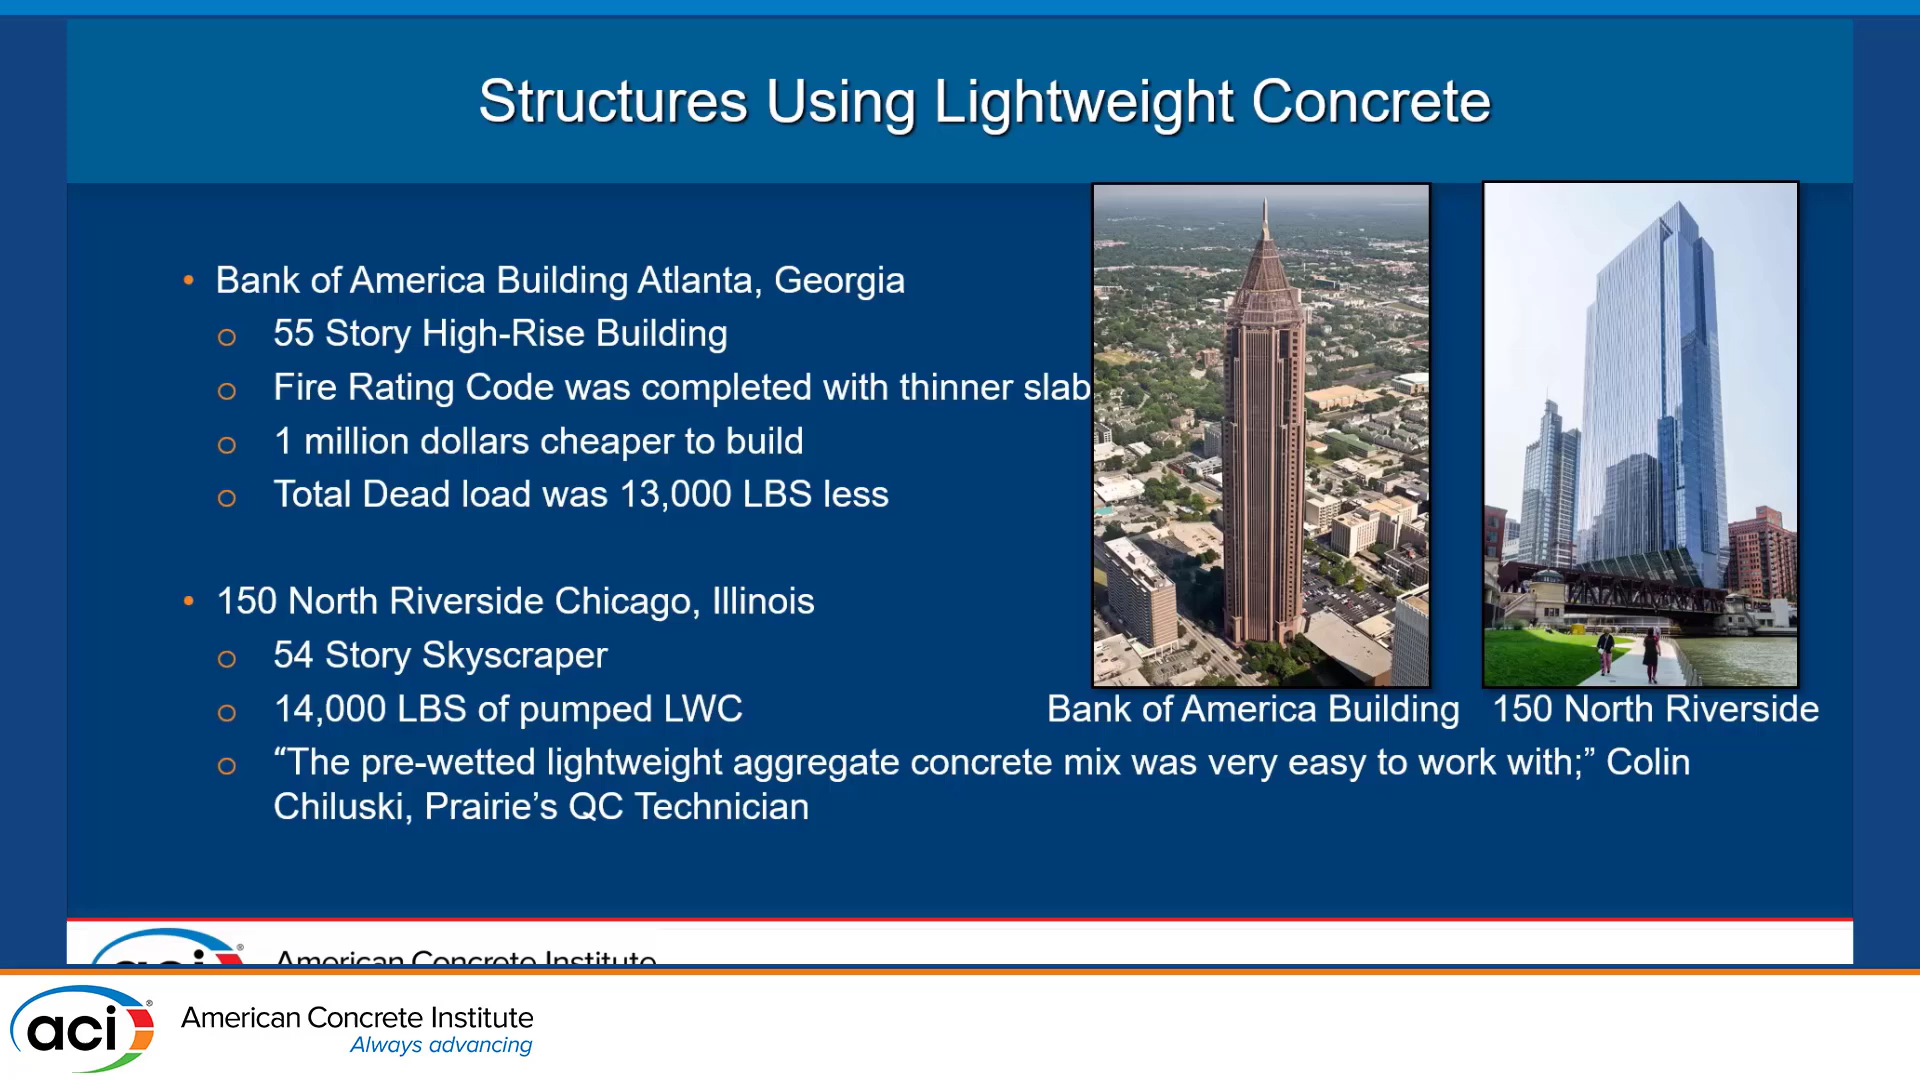 Structures Using Lightweight Concrete
• Bank of America Building Atlanta, Georgia
o 55 Story High-Rise Building
o Fire Rating Code was completed with thinner slab
o 1 million dollars cheaper to build
o Total Dead load was 13,000 LBS less
• 150 North Riverside Chicago, Illinois
o 54 Story Skyscraper
o 14,000 LBS of pumped LWC
Bank of America Building
150 North Riverside
o “The pre-wetted lightweight aggregate concrete mix was very easy to work with;” Colin
Chiluski, Prairie’s QC Technician
aci® American Concrete Institute
aci® American Concrete Institute
Always advancing